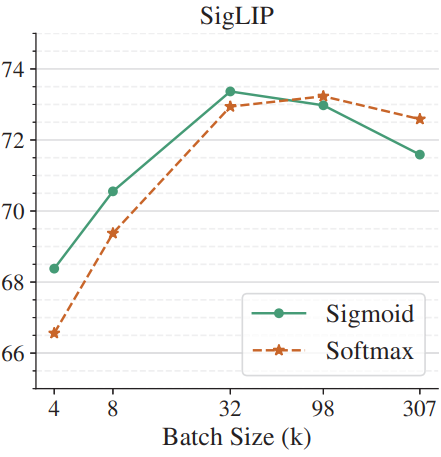 SigLIP
74
72
70
68
66
Sigmoid
Softmax
4 8 32 98 307
Batch Size (k)